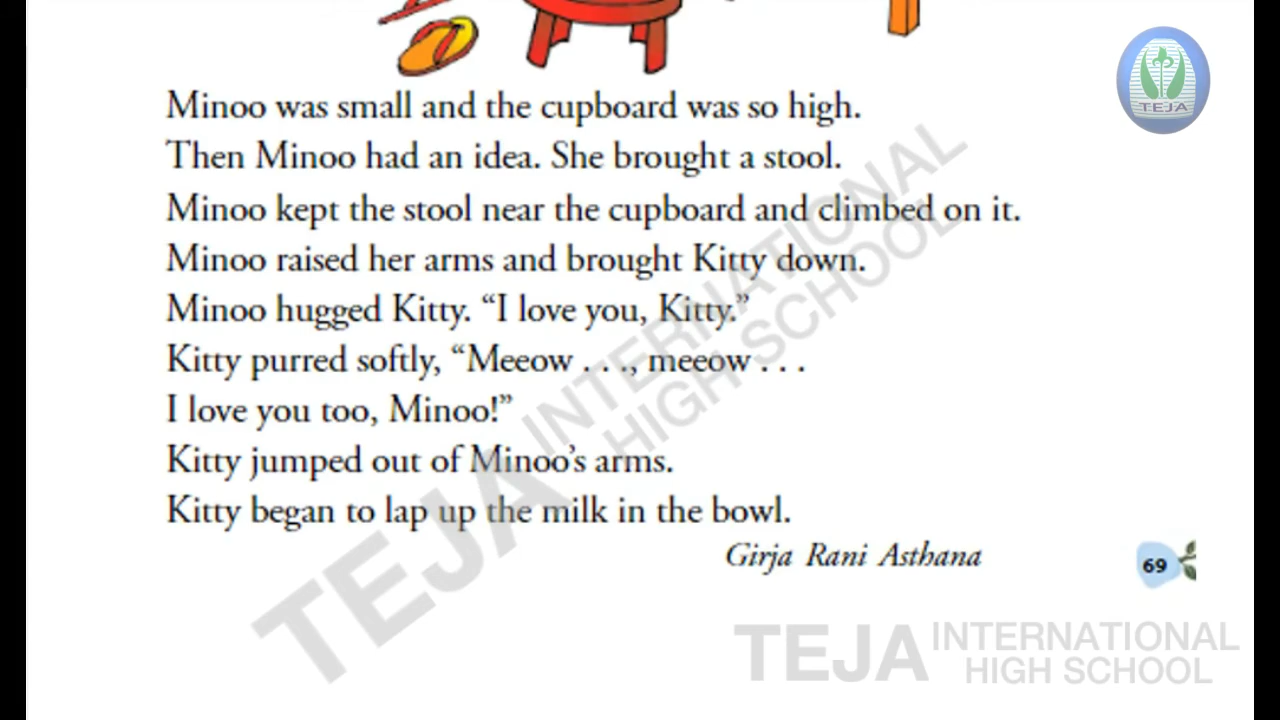 TEJA
Minoo was small and the cupboard was so high.
Then Minoo had an idea. She brought a stool.
Minoo kept the stool near the cupboard and climbed on it.
Minoo raised her arms and brought Kitty down.
Minoo hugged Kitty. “I love you, Kitty.”
Kitty purred softly, “Meeow . . ., meeow . . .
I love you too, Minoo!”
Kitty jumped out of Minoo’s arms.
Kitty began to lap up the milk in the bowl.
Girja Rani Asthana
69
TEJA INTERNATIONAL
HIGH SCHOOL
TEJA INTERNATIONAL
HIGH SCHOOL